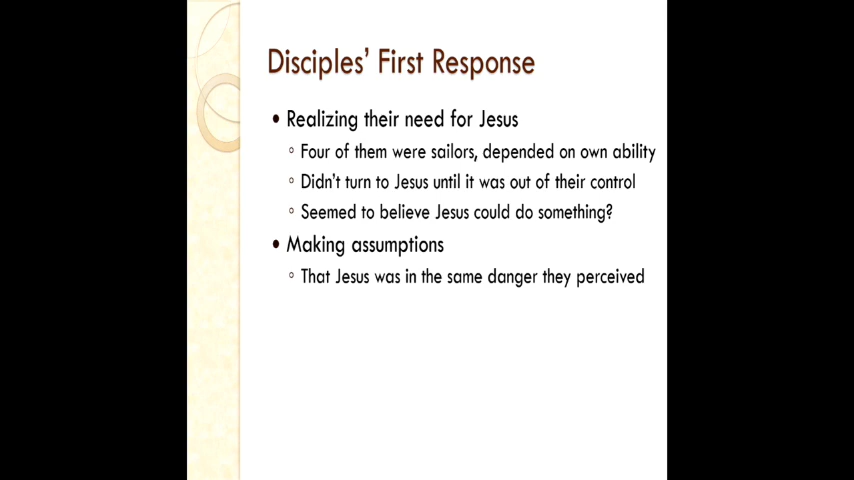 Disciples' First Response
• Realizing their need for Jesus
◦ Four of them were sailors, depended on own ability
◦ Didn't turn to Jesus until it was out of their control
◦ Seemed to believe Jesus could do something?
• Making assumptions
◦ That Jesus was in the same danger they perceived